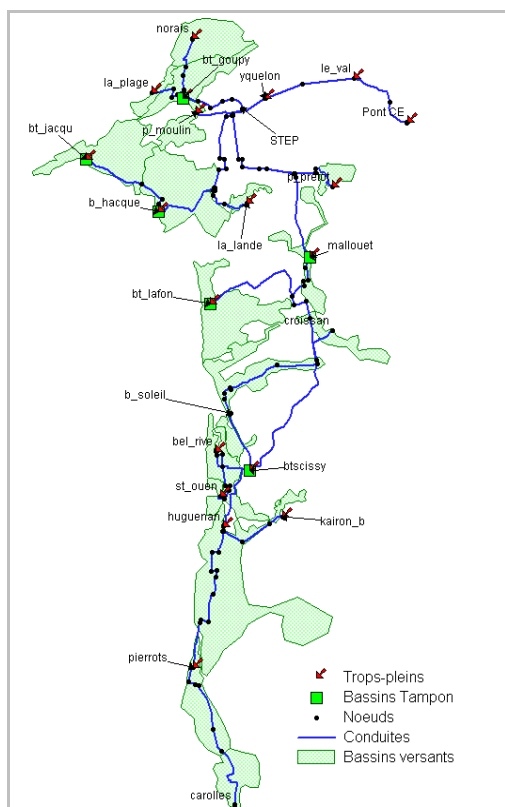 norais
bt_goupy
la_plage
yquelon
le_val
p_moulin
Pont CE
STEP
bt_jacqu
p_prelot
b_hacque
la_lande
mallouet
bt_lafon
croissan
b_soleil
bel_rive
btscissy
st_ouen
huguenan
kairon_b
pierrots
carolles
Trops-pleins
Bassins Tampon
Noeuds
Conduites
Bassins versants